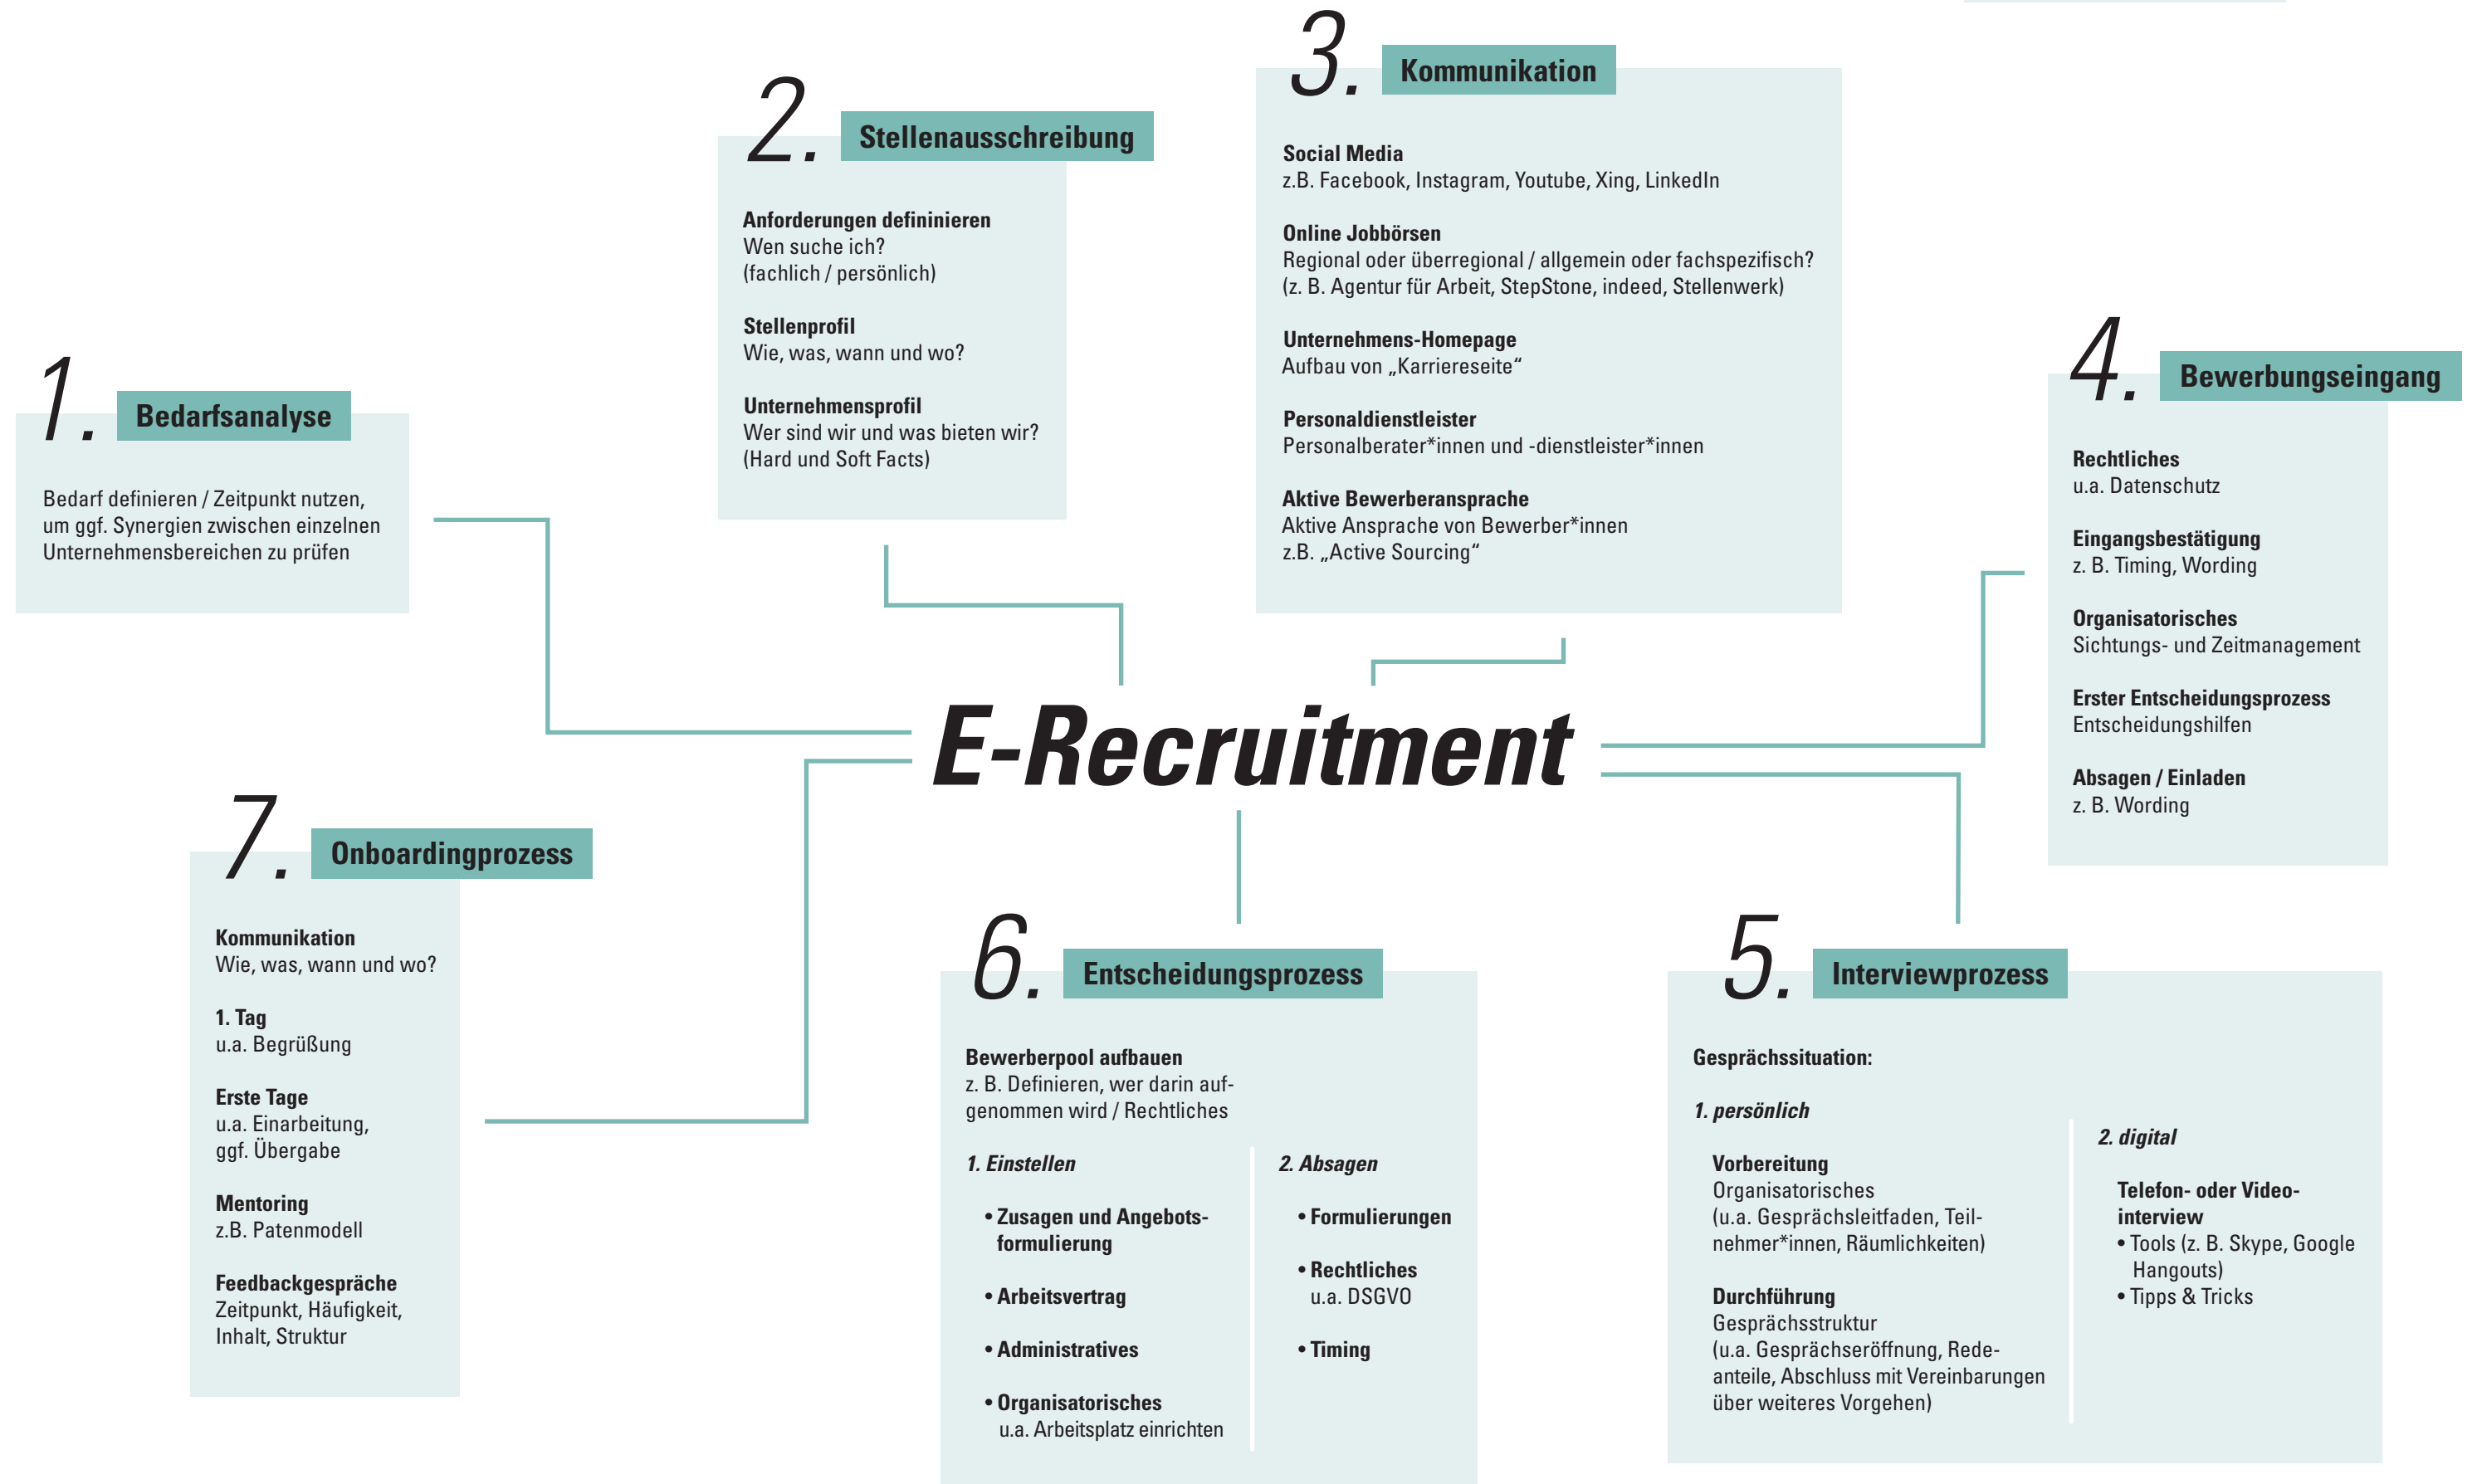 1.
Bedarfsanalyse
Bedarf definieren / Zeitpunkt nutzen,
um ggf. Synergien zwischen einzelnen
Unternehmensbereichen zu prüfen
2.
Stellenausschreibung
Anforderungen defininieren
Wen suche ich?
(fachlich / persönlich)
Stellenprofil
Wie, was, wann und wo?
Unternehmensprofil
Wer sind wir und was bieten wir?
(Hard und Soft Facts)
3.
Kommunikation
Social Media
z.B. Facebook, Instagram, Youtube, Xing, LinkedIn
Online Jobbörsen
Regional oder überregional / allgemein oder fachspezifisch?
(z. B. Agentur für Arbeit, StepStone, indeed, Stellenwerk)
Unternehmens-Homepage
Aufbau von „Karriereseite“
Personaldienstleister
Personalberater*innen und -dienstleister*innen
Aktive Bewerberansprache
Aktive Ansprache von Bewerber*innen
z.B. „Active Sourcing“
4.
Bewerbungseingang
Rechtliches
u.a. Datenschutz
Eingangsbestätigung
z. B. Timing, Wording
Organisatorisches
Sichtungs- und Zeitmanagement
Erster Entscheidungsprozess
Entscheidungshilfen
Absagen / Einladen
z. B. Wording
E-Recruitment
5.
Interviewprozess
Gesprächssituation:
1. persönlich
Vorbereitung
Organisatorisches
(u.a. Gesprächsleitfaden, Teil-
nehmer*innen, Räumlichkeiten)
Durchführung
Gesprächsstruktur
(u.a. Gesprächseröffnung, Rede-
anteile, Abschluss mit Vereinbarungen
über weiteres Vorgehen)
2. digital
Telefon- oder Video-
interview
• Tools (z. B. Skype, Google
Hangouts)
• Tipps & Tricks
6.
Entscheidungsprozess
Bewerberpool aufbauen
z. B. Definieren, wer darin auf-
genommen wird / Rechtliches
1. Einstellen
• Zusagen und Angebots-
formulierung
• Arbeitsvertrag
• Administratives
• Organisatorisches
u.a. Arbeitsplatz einrichten
2. Absagen
• Formulierungen
• Rechtliches
u.a. DSGVO
• Timing
7.
Onboardingprozess
Kommunikation
Wie, was, wann und wo?
1. Tag
u.a. Begrüßung
Erste Tage
u.a. Einarbeitung,
ggf. Übergabe
Mentoring
z.B. Patenmodell
Feedbackgespräche
Zeitpunkt, Häufigkeit,
Inhalt, Struktur